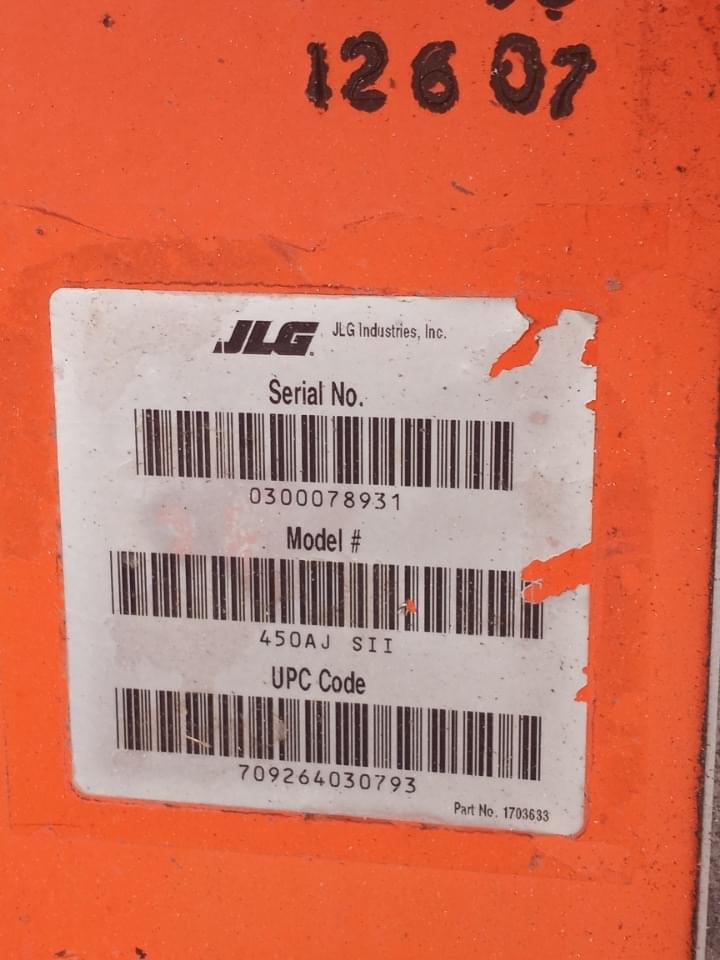 12607
JLG JLG Industries, Inc.
Serial No.
0300078931
Model #
450AJ SII
UPC Code
709264030793
Part No. 1703633